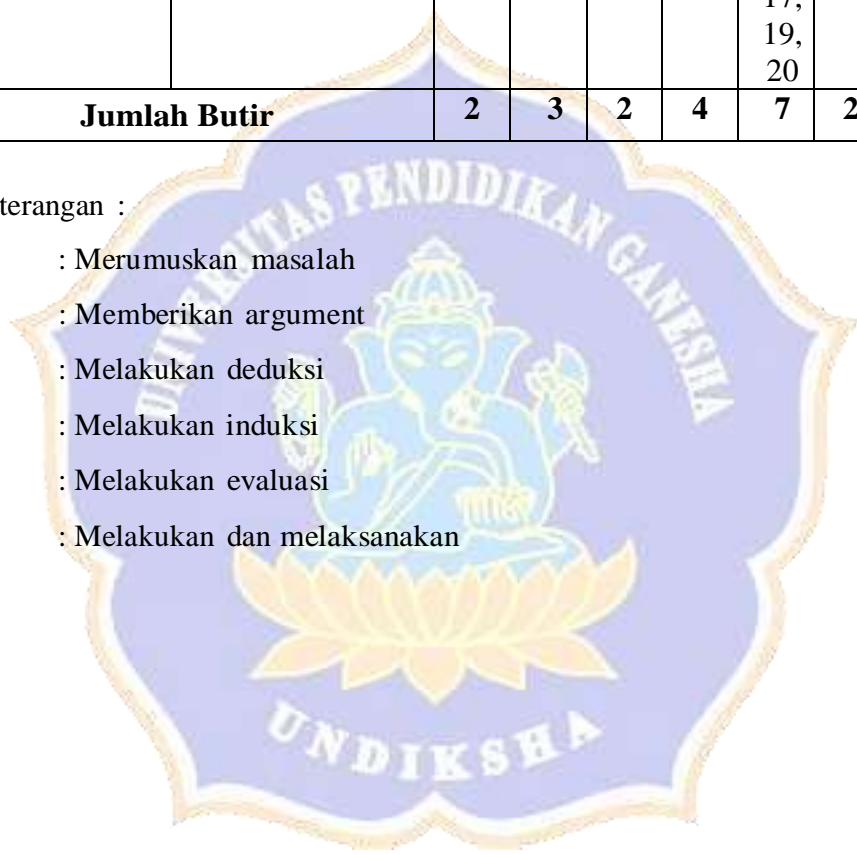 17,
19,
20
Jumlah Butir 2 3 2 4 7 2
terangan :
: Merumuskan masalah
: Memberikan argument
: Melakukan deduksi
: Melakukan induksi
: Melakukan evaluasi
: Melakukan dan melaksanakan
UNIVERSITAS PENDIDIKAN GANESHA
UNDIKSHA